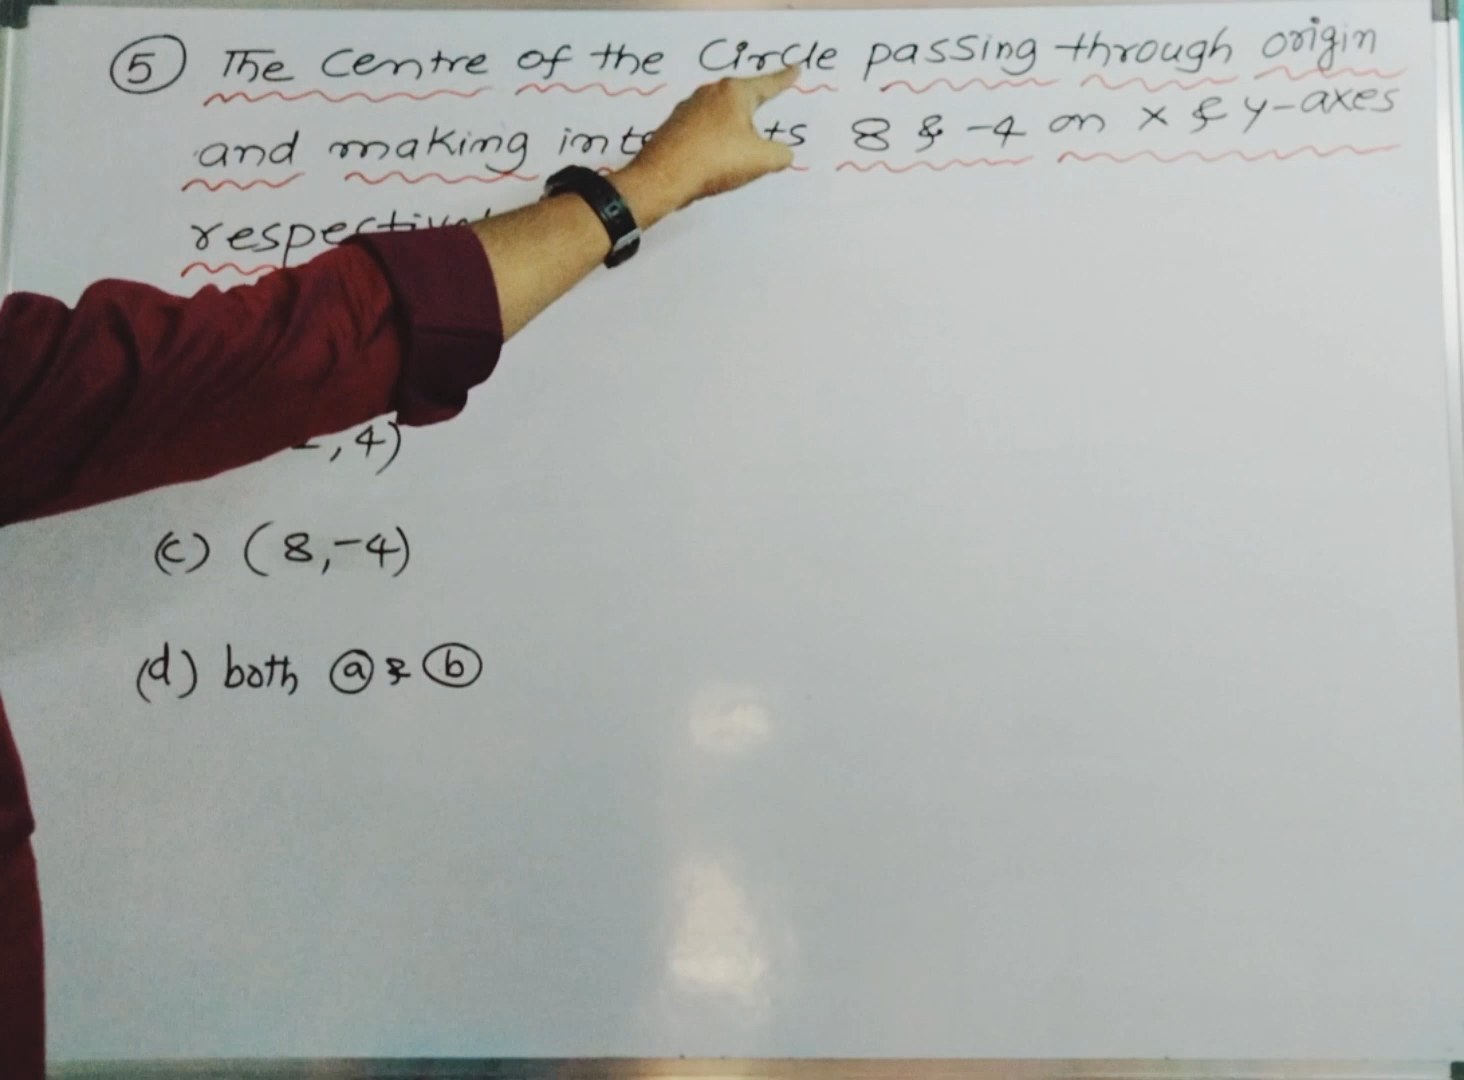 5 The Centre of the Circle passing through origin
and making 8 & -4 on x & y-axes
, 4)
(c) (8, -4)
(d) both a & b